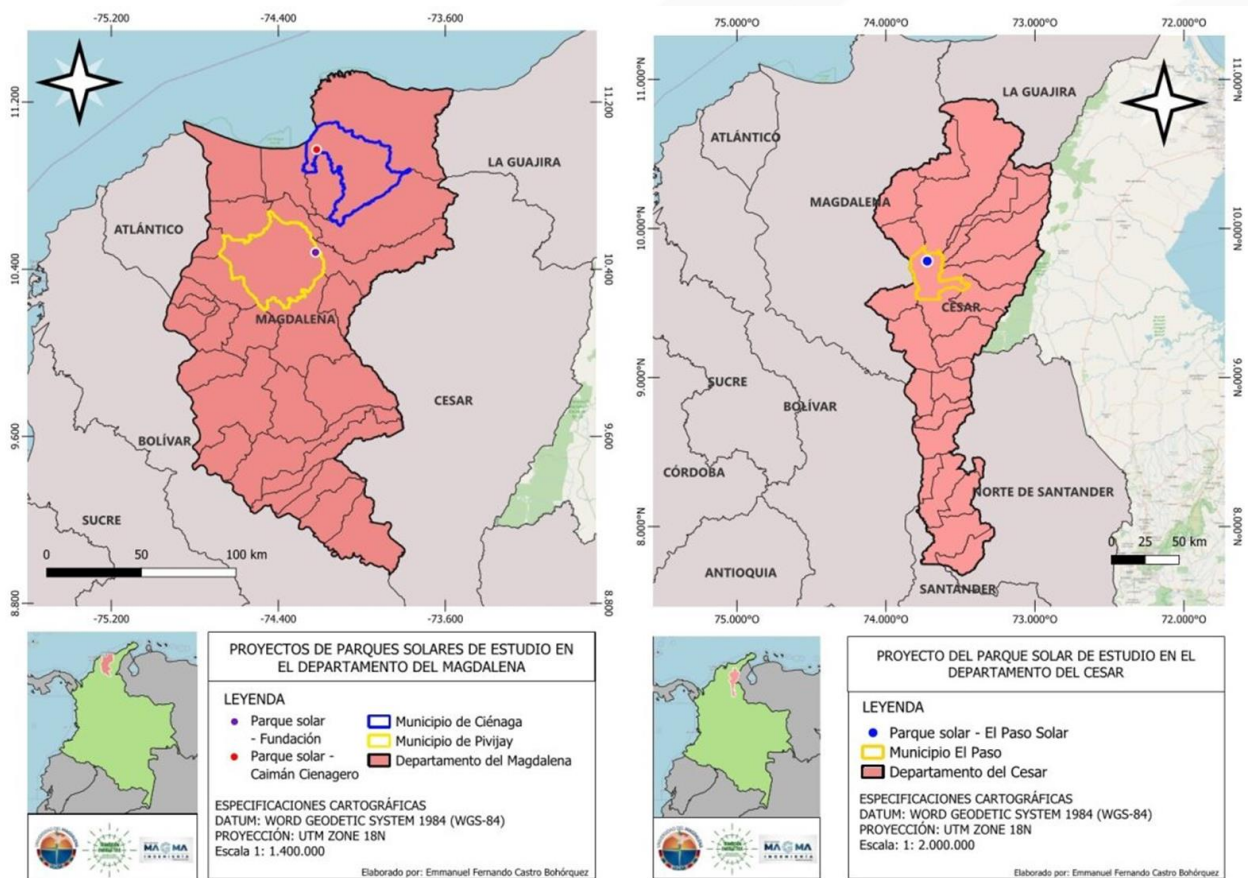 -75.200
-74.400
-73.600
11.200
11.200
LA GUAJIRA
ATLÁNTICO
10.400
10.400
MAGDALENA
CESAR
9.600
9.600
BOLÍVAR
SUCRE
0 50 100 km
8.800
8.800
-75.200
-74.400
-73.600
PROYECTOS DE PARQUES SOLARES DE ESTUDIO EN
EL DEPARTAMENTO DEL MAGDALENA
LEYENDA
Parque solar
- Fundación
Parque solar -
Caimán Cienagero
Municipio de Ciénaga
Municipio de Pivijay
Departamento del Magdalena
ESPECIFICACIONES CARTOGRÁFICAS
DATUM: WORD GEODETIC SYSTEM 1984 (WGS-84)
PROYECCIÓN: UTM ZONE 18N
Escala 1: 1.400.000
MAGMA
INGENIERÍA
Elaborado por: Emmanuel Fernando Castro Bohórquez
75.000°O
74.000°O
73.000°O
72.000°O
11.000°N
11.000°N
LA GUAJIRA
ATLÁNTICO
MAGDALENA
10.000°N
10.000°N
CESAR
9.000°N
9.000°N
SUCRE
BOLÍVAR
CÓRDOBA
NORTE DE SANTANDER
8.000°N
8.000°N
0 25 50 km
ANTIOQUIA
SANTANDER
75.000°O
74.000°O
73.000°O
72.000°O
PROYECTO DEL PARQUE SOLAR DE ESTUDIO EN EL
DEPARTAMENTO DEL CESAR
LEYENDA
Parque solar - El Paso Solar
Municipio El Paso
Departamento del Cesar
ESPECIFICACIONES CARTOGRÁFICAS
DATUM: WORD GEODETIC SYSTEM 1984 (WGS-84)
PROYECCIÓN: UTM ZONE 18N
Escala: 1: 2.000.000
MAGMA
INGENIERÍA
Elaborado por: Emmanuel Fernando Castro Bohórquez